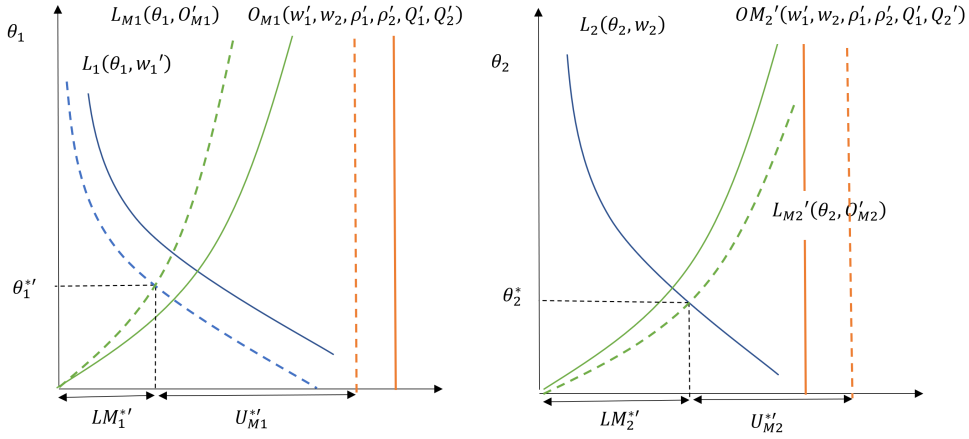 L_{M1}(θ_1, O'_{M1})
O_{M1}(w'_1, w_2, ρ'_1, ρ'_2, Q'_1, Q'_2)
θ_1
L_1(θ_1, w_1')
θ_1^{*'}
LM_1^{*'}
U_{M1}^{*'}
L_2(θ_2, w_2)
OM_2'(w'_1, w_2, ρ'_1, ρ'_2, Q'_1, Q_2')
θ_2
L_{M2}'(θ_2, O'_{M2})
θ_2^*
LM_2^{*'}
U_{M2}^{*'}